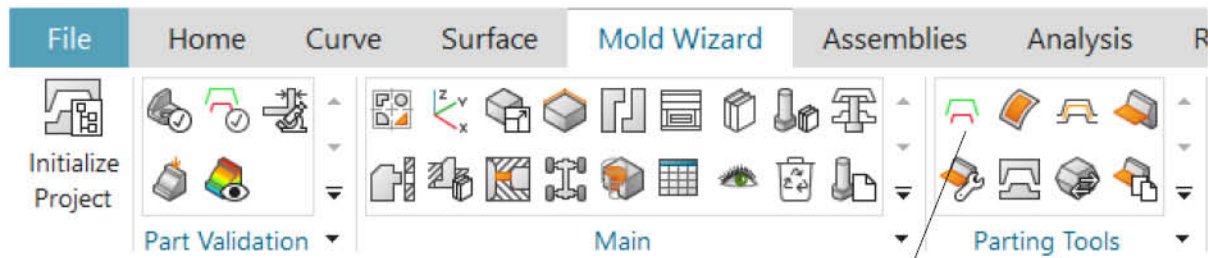 File Home Curve Surface Mold Wizard Assemblies Analysis R
Z Y
X
Initialize
Project
Part Validation Main Parting Tools